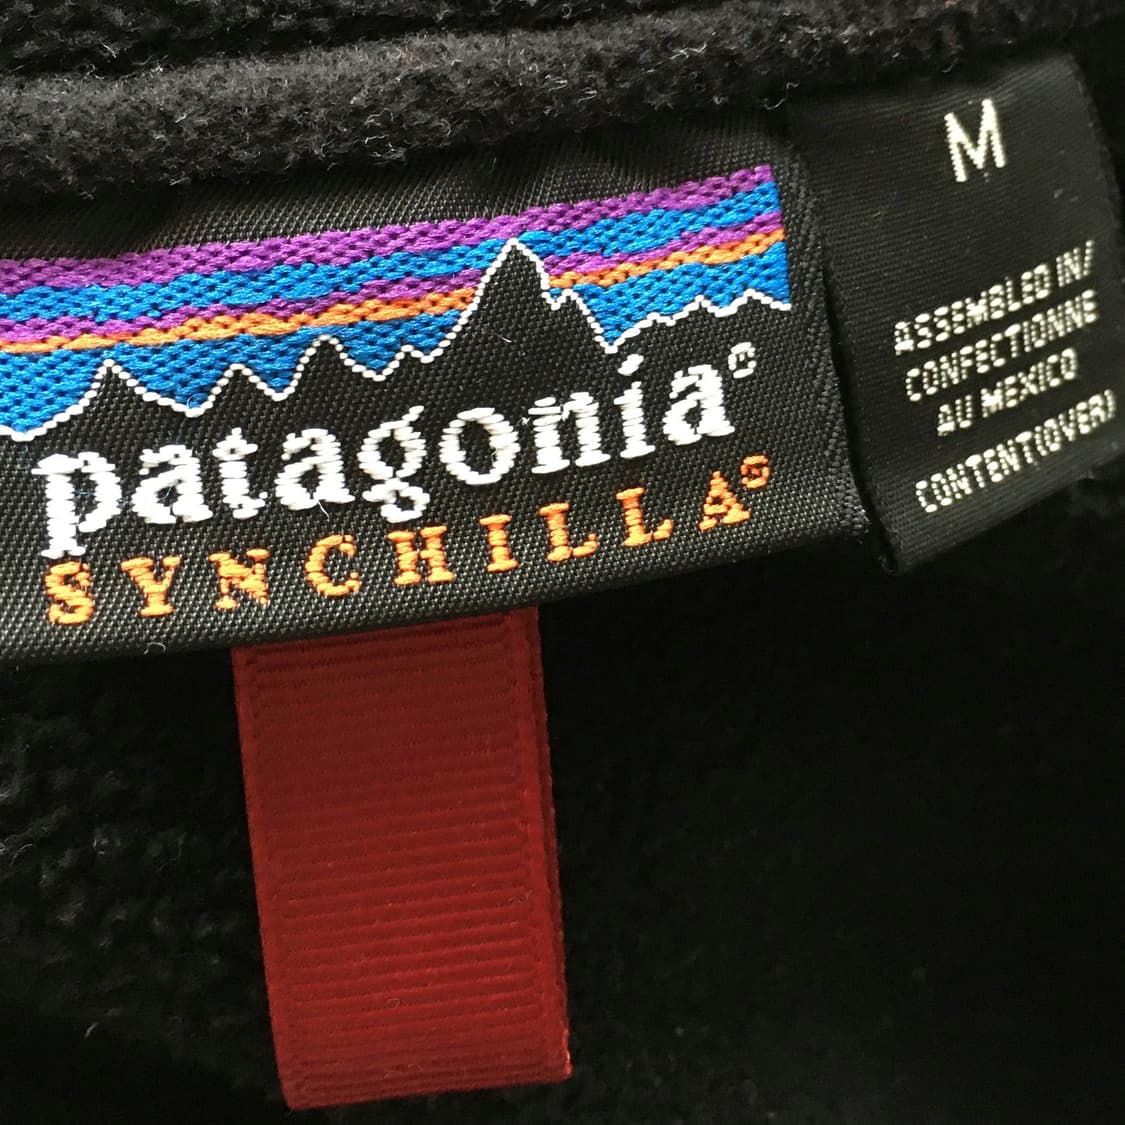 patagonia®
SYNCHILLA®
M
ASSEMBLED IN/
CONFECTIONNE
AU MEXICO
CONTENT(OVER)